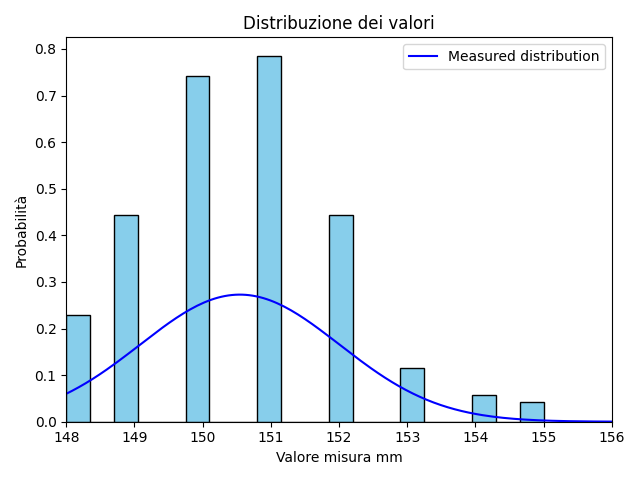 Distribuzione dei valori
Measured distribution
0.8
0.7
0.6
0.5
0.4
0.3
0.2
0.1
0.0
Probabilità
148 149 150 151 152 153 154 155 156
Valore misura mm